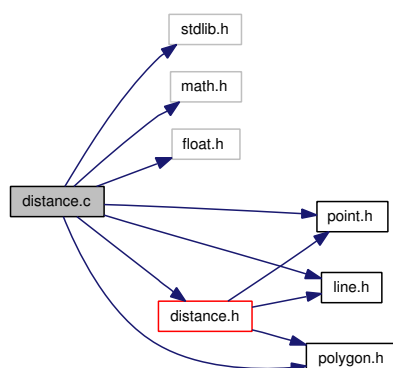 stdlib.h
math.h
float.h
distance.c
point.h
line.h
distance.h
polygon.h